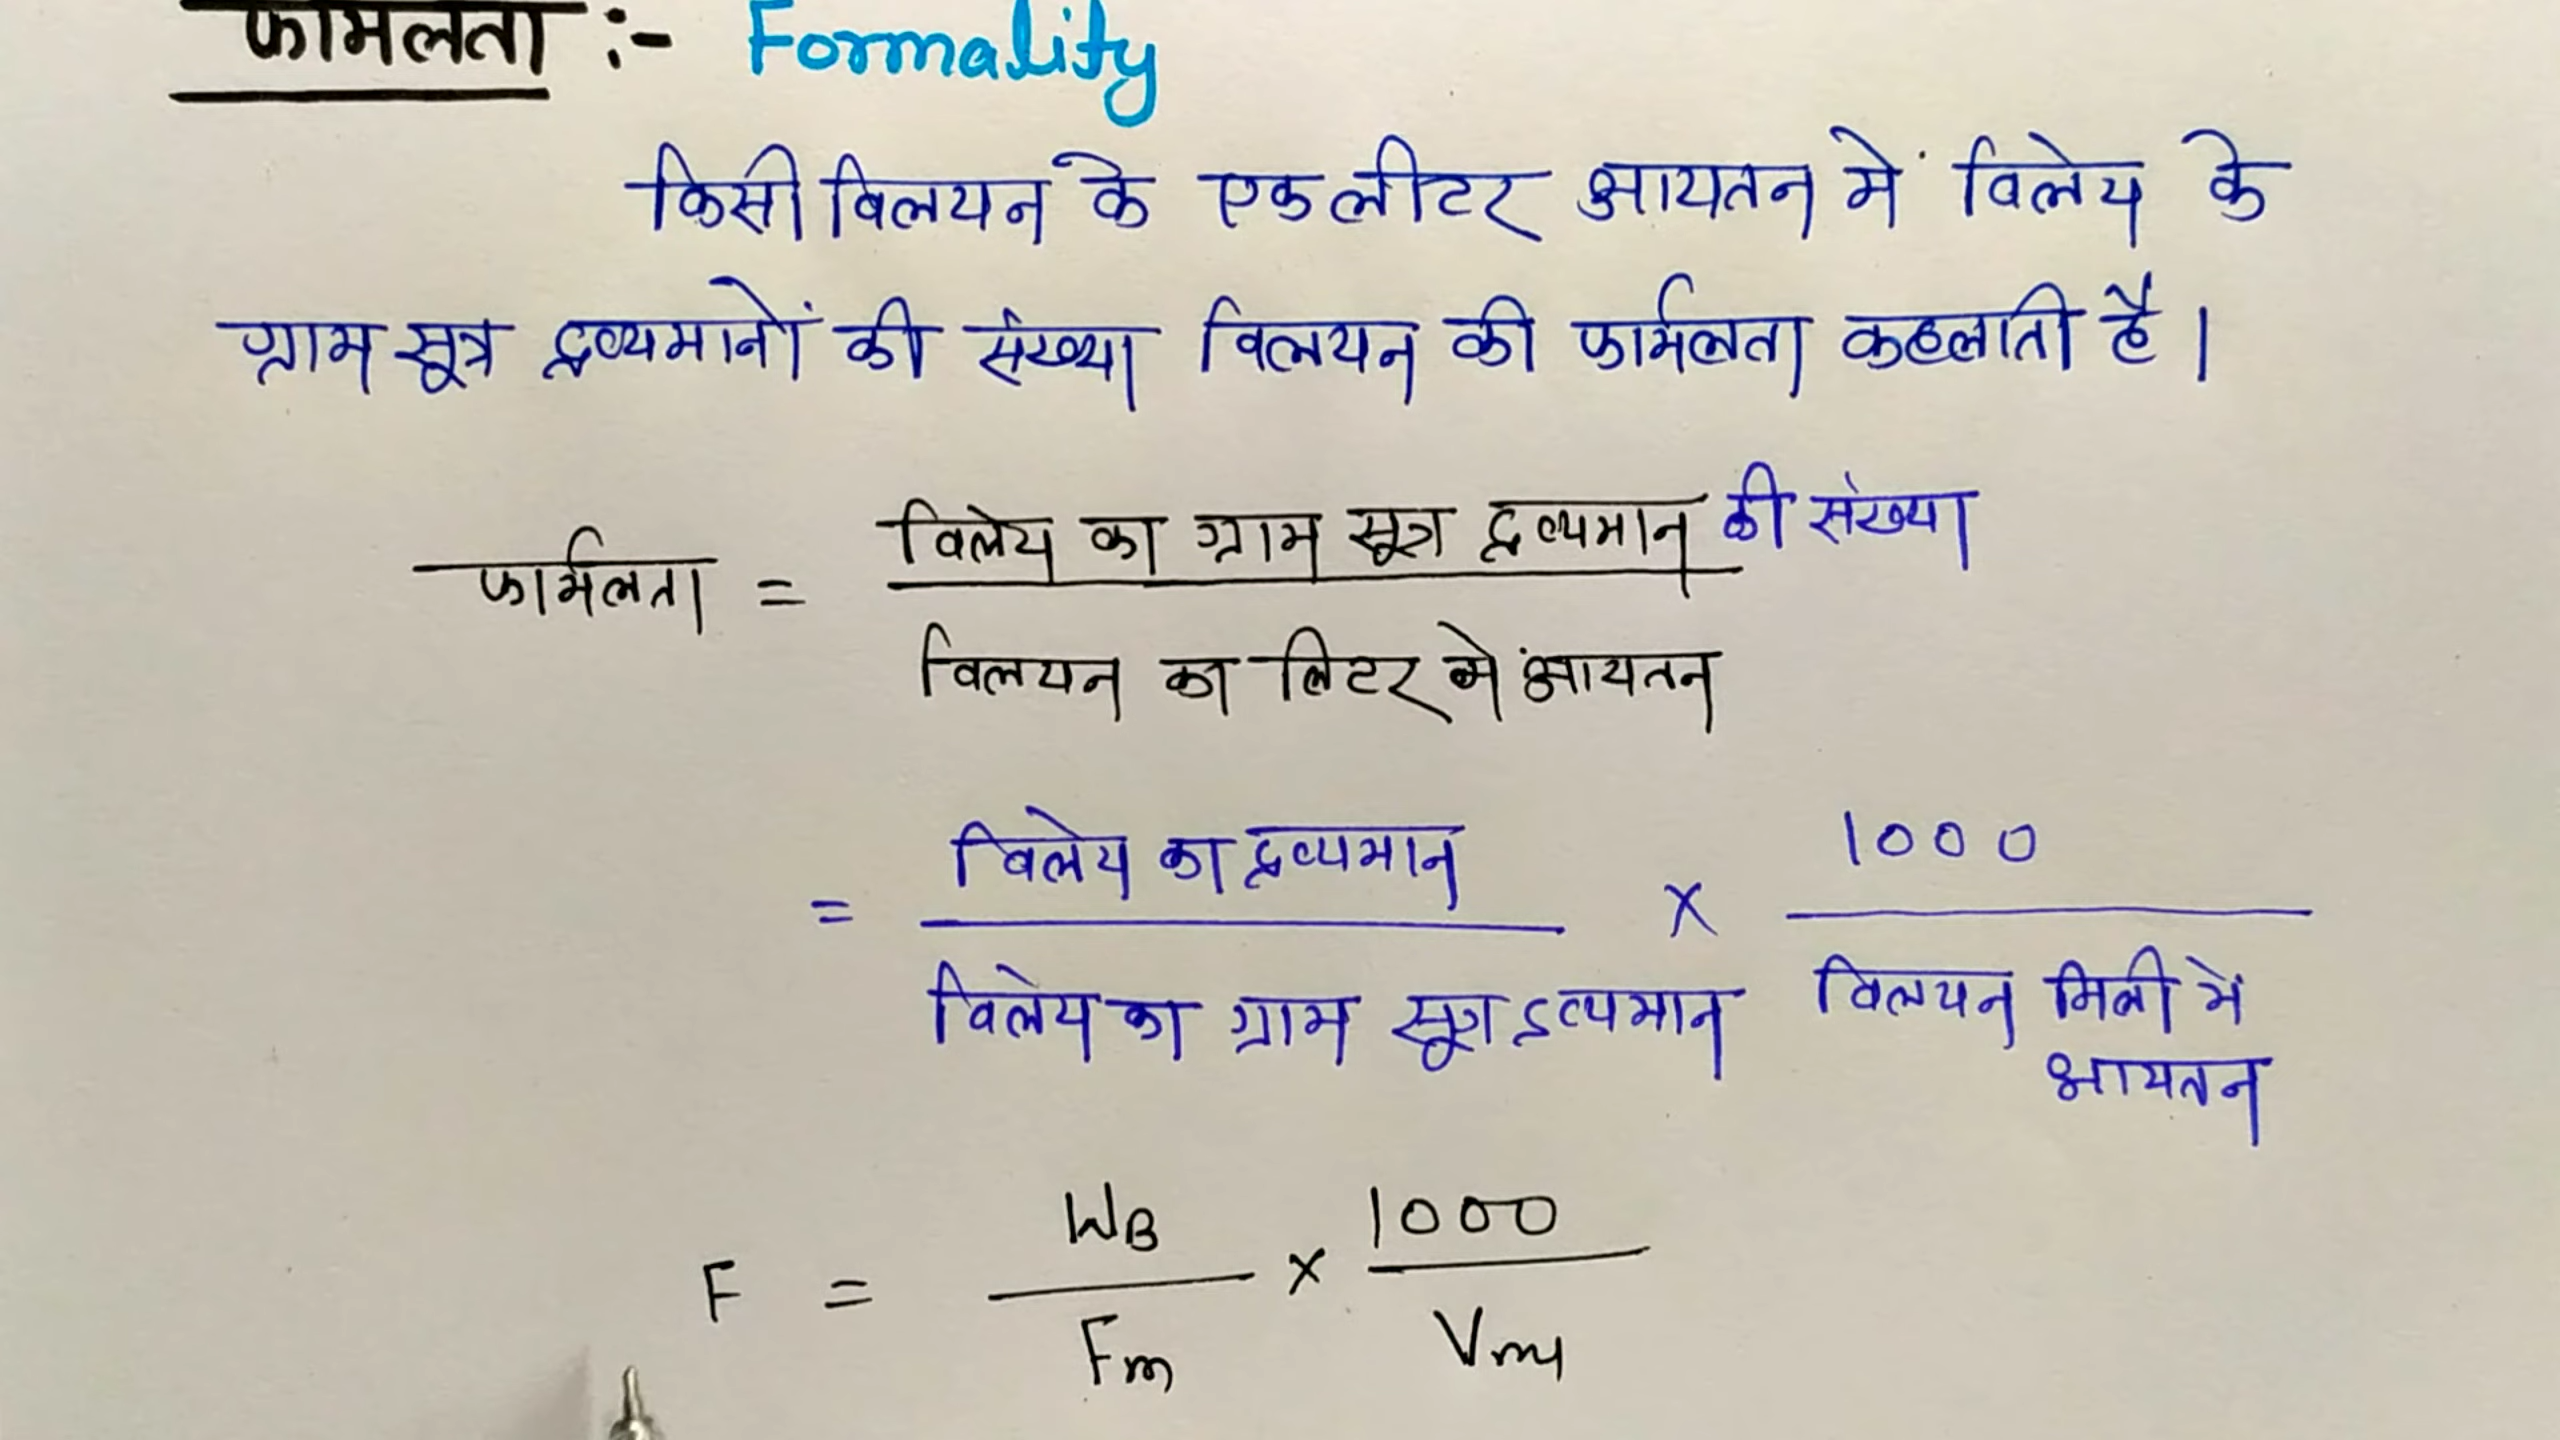 फार्मलता :- Formality
किसी विलयन के एक लीटर आयतन में विलेय के
ग्राम सूत्र द्रव्यमानों की संख्या विलयन की फार्मलता कहलाती है।
विलेय का ग्राम सूत्र द्रव्यमान की संख्या
फार्मलता =
विलयन का लिटर में आयतन
विलेय का द्रव्यमान 1000
= ×
विलेय का ग्राम सूत्र द्रव्यमान विलयन मिली में
आयतन
WB 1000
F = ×
Fm Vml